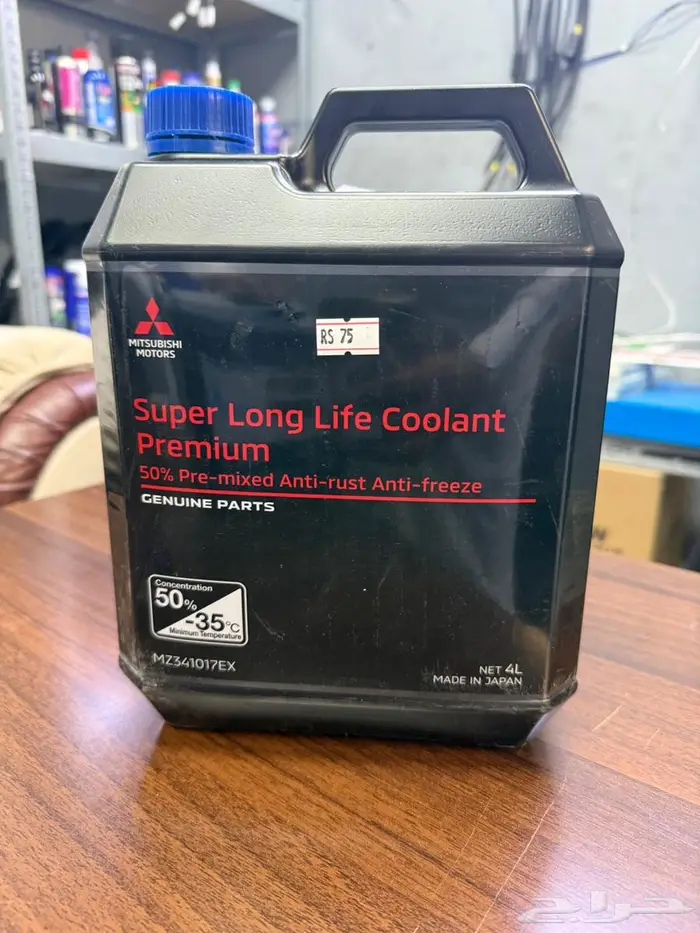 MITSUBISHI
MOTORS
RS 75
Super Long Life Coolant
Premium
50% Pre-mixed Anti-rust Anti-freeze
GENUINE PARTS
Concentration
50%
-35°C
Minimum Temperature
MZ341017EX
NET 4L
MADE IN JAPAN
حراج